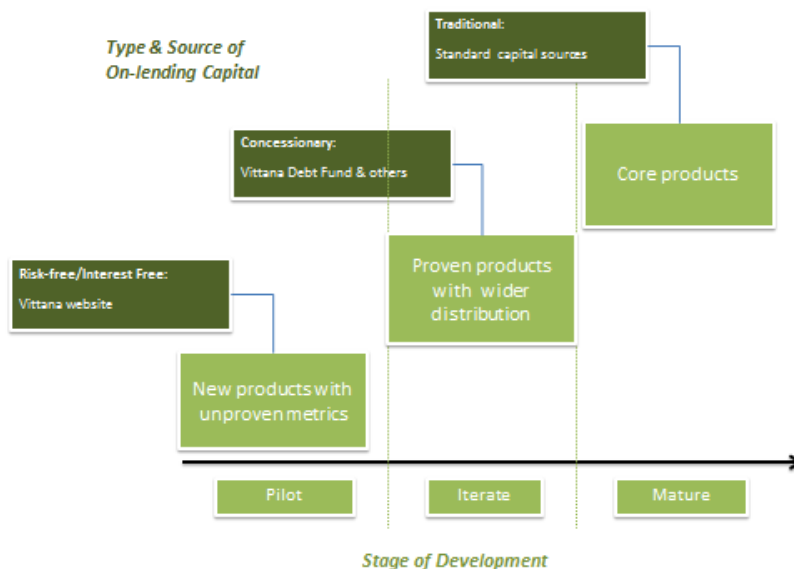 Type & Source of
On-lending Capital
Traditional:
Standard capital sources
Core products
Concessionary:
Vittana Debt Fund & others
Proven products
with wider
distribution
Risk-free/Interest Free:
Vittana website
New products with
unproven metrics
Pilot
Iterate
Mature
Stage of Development